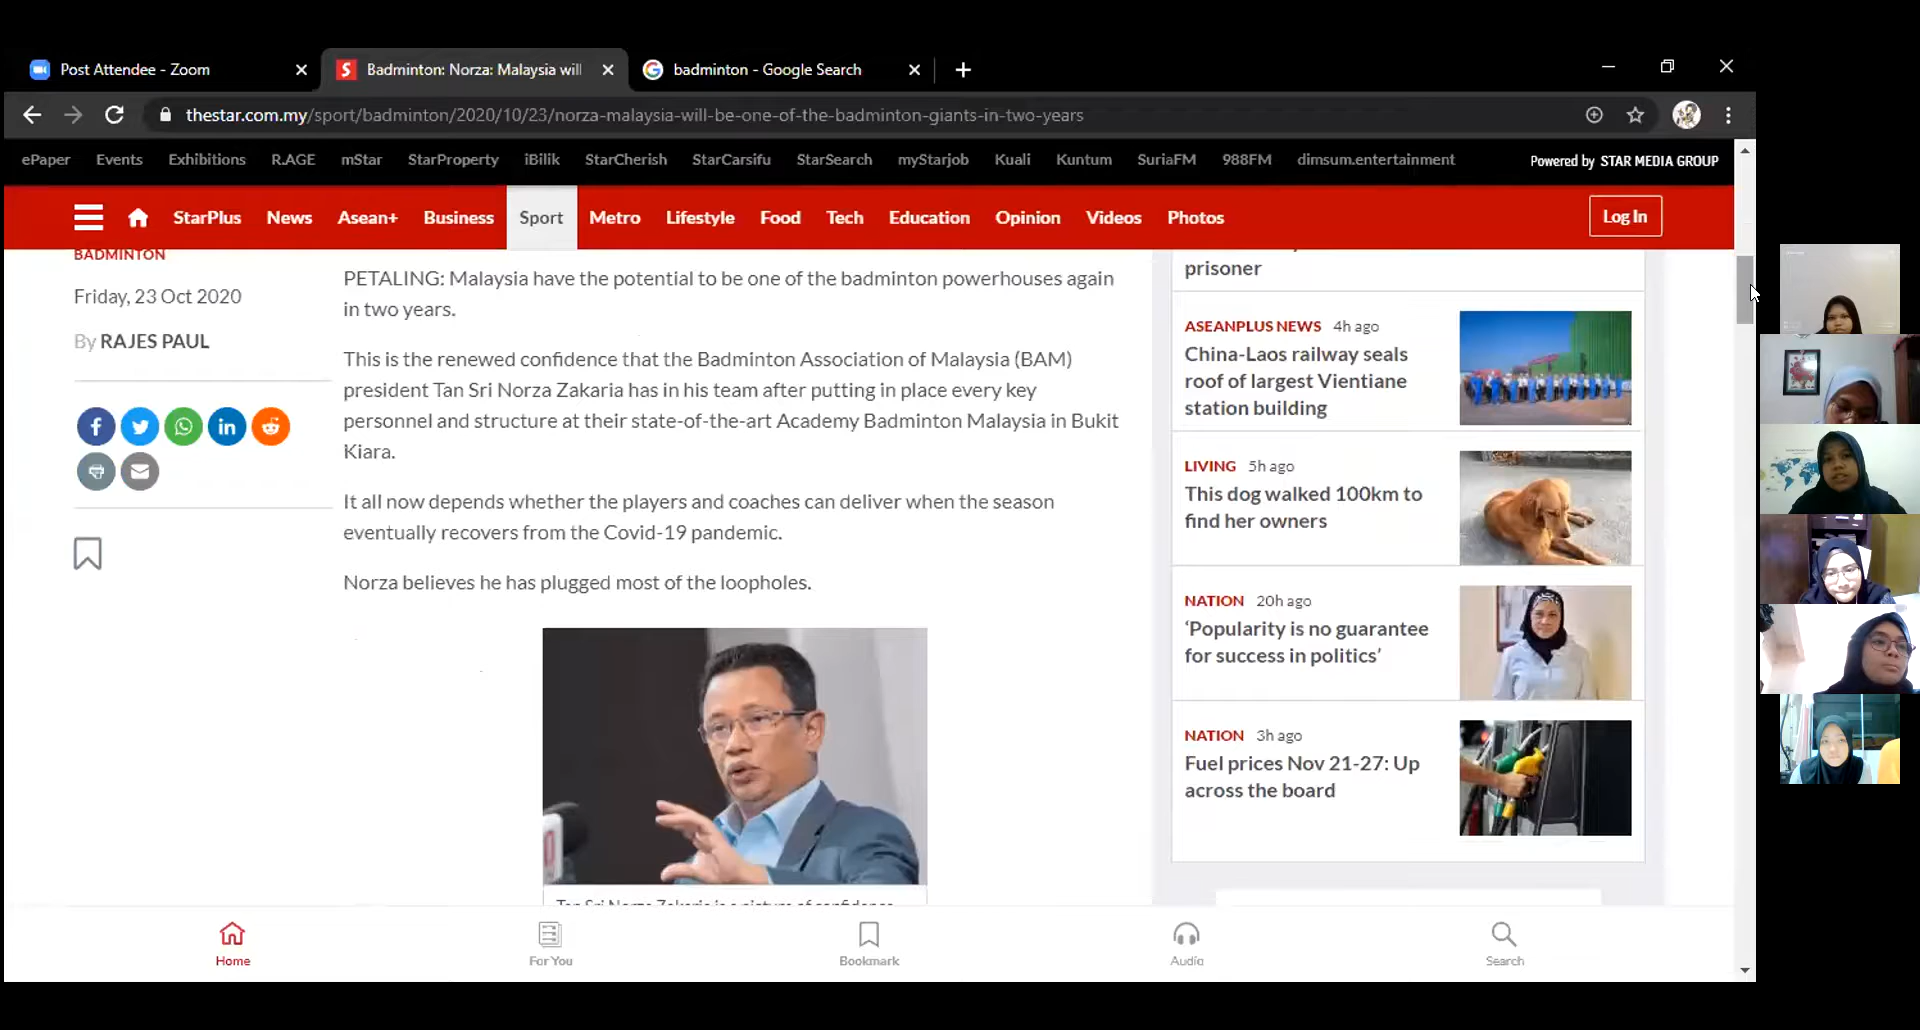 Post Attendee - Zoom
Badminton: Norza: Malaysia will
badminton - Google Search
thestar.com.my/sport/badminton/2020/10/23/norza-malaysia-will-be-one-of-the-badminton-giants-in-two-years
ePaper Events Exhibitions R.AGE mStar StarProperty iBilik StarCherish StarCarsifu StarSearch myStarjob Kuali Kuntum SuriaFM 988FM dimsum.entertainment Powered by STAR MEDIA GROUP
StarPlus News Asean+ Business Sport Metro Lifestyle Food Tech Education Opinion Videos Photos Log In
BADMINTON
Friday, 23 Oct 2020
By RAJES PAUL
PETALING: Malaysia have the potential to be one of the badminton powerhouses again
in two years.
This is the renewed confidence that the Badminton Association of Malaysia (BAM)
president Tan Sri Norza Zakaria has in his team after putting in place every key
personnel and structure at their state-of-the-art Academy Badminton Malaysia in Bukit
Kiara.
It all now depends whether the players and coaches can deliver when the season
eventually recovers from the Covid-19 pandemic.
Norza believes he has plugged most of the loopholes.
Tan Sri Norza Zakaria is a picture of confidence
prisoner
ASEANPLUS NEWS 4h ago
China-Laos railway seals
roof of largest Vientiane
station building
LIVING 5h ago
This dog walked 100km to
find her owners
NATION 20h ago
‘Popularity is no guarantee
for success in politics’
NATION 3h ago
Fuel prices Nov 21-27: Up
across the board
Home For You Bookmark Audio Search